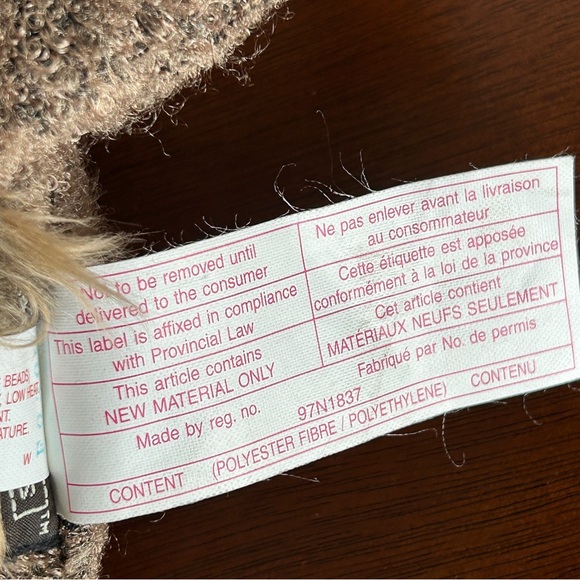 Not to be removed until
delivered to the consumer
Ne pas enlever avant la livraison
au consommateur
This label is affixed in compliance
with Provincial Law
Cette étiquette est apposée
conformément à la loi de la province
This article contains
NEW MATERIAL ONLY
Cet article contient
MATÉRIAUX NEUFS SEULEMENT
Made by reg. no.
97N1837
Fabriqué par No. de permis
CONTENT (POLYESTER FIBRE / POLYETHYLENE) CONTENU
BEADS
LOW HEAT
NT.
ATURE.
W
TM